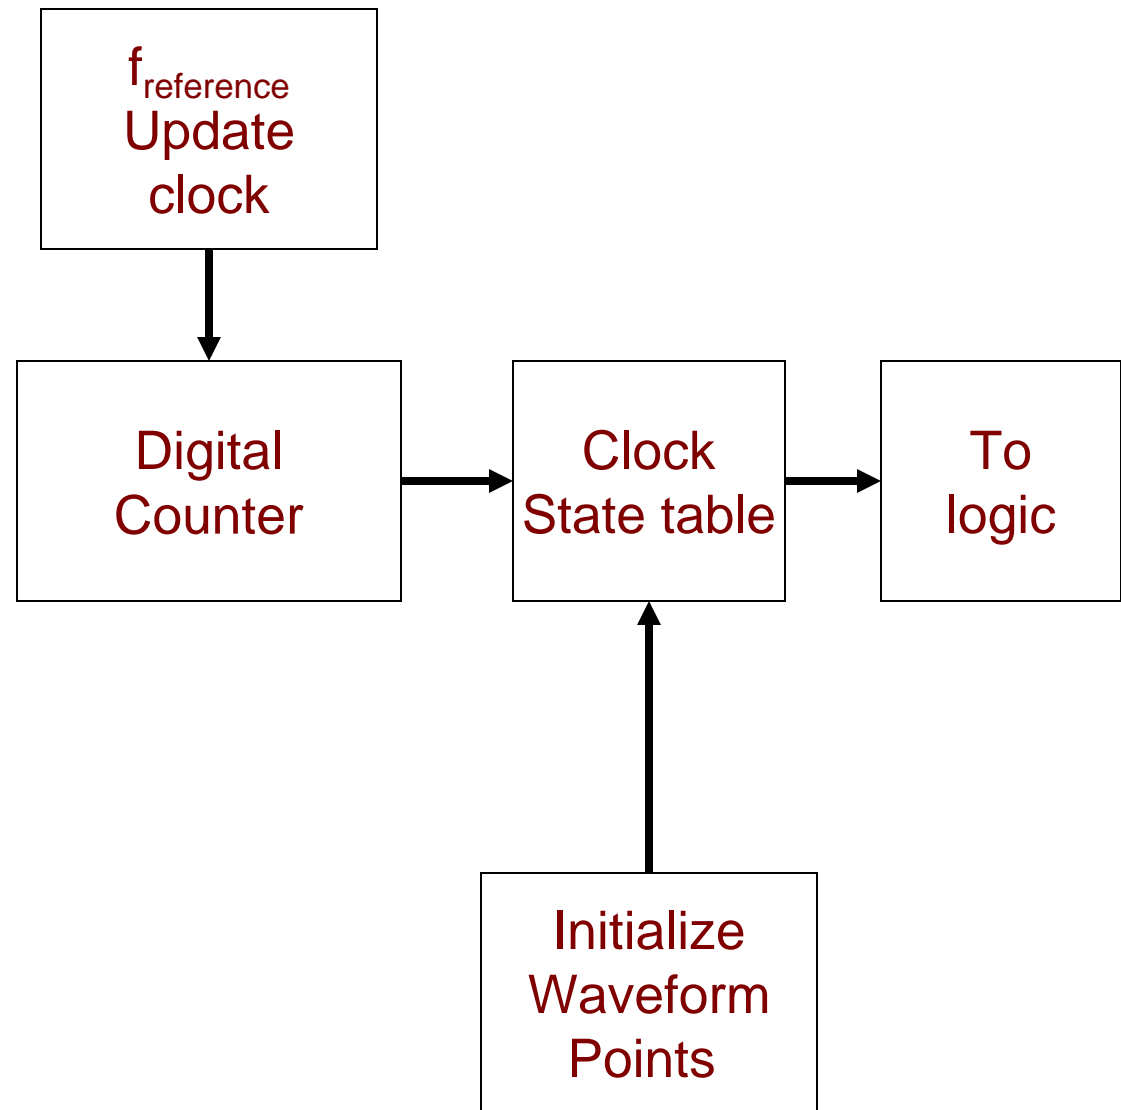 f_reference
Update
clock
Digital
Counter
Clock
State table
To
logic
Initialize
Waveform
Points